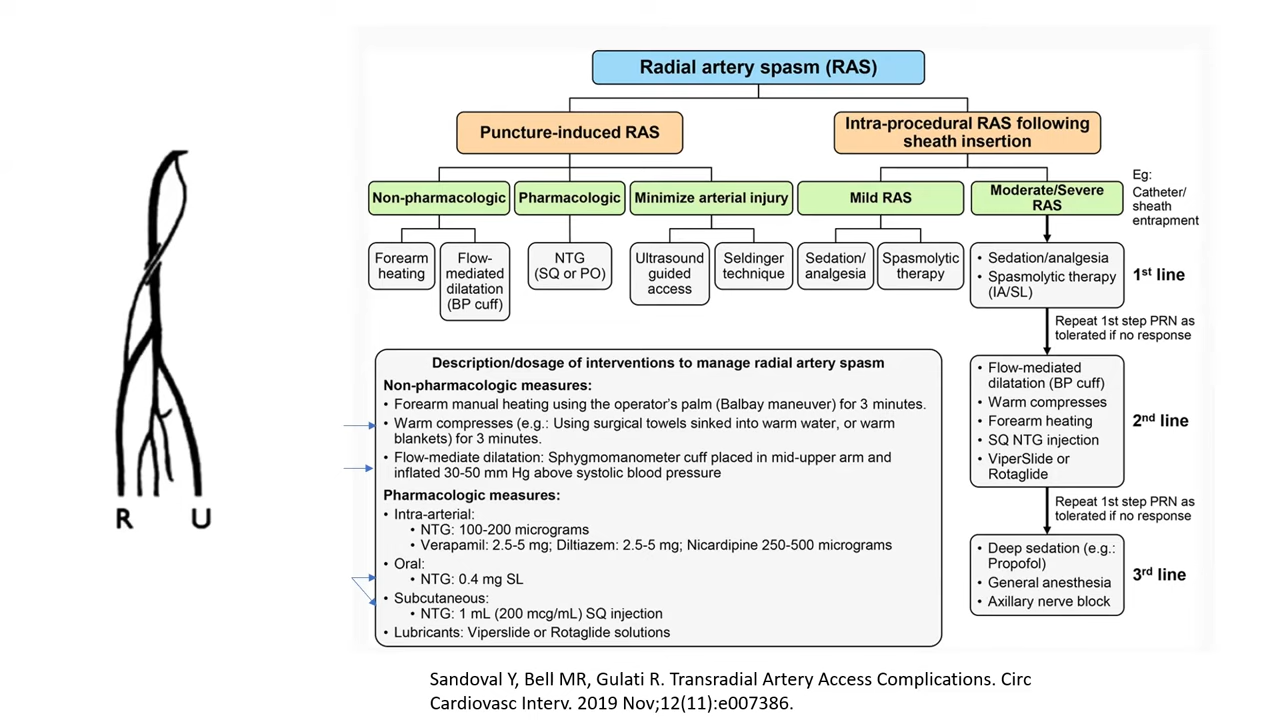 Radial artery spasm (RAS)
Puncture-induced RAS
Intra-procedural RAS following
sheath insertion
Non-pharmacologic
Pharmacologic
Minimize arterial injury
Mild RAS
Moderate/Severe
RAS
Eg:
Catheter/
sheath
entrapment
Forearm
heating
Flow-
mediated
dilatation
(BP cuff)
NTG
(SQ or PO)
Ultrasound
guided
access
Seldinger
technique
Sedation/
analgesia
Spasmolytic
therapy
• Sedation/analgesia
• Spasmolytic therapy
(IA/SL)
1st line
Repeat 1st step PRN as
tolerated if no response
• Flow-mediated
dilatation (BP cuff)
• Warm compresses
• Forearm heating
• SQ NTG injection
• ViperSlide or
Rotaglide
2nd line
Repeat 1st step PRN as
tolerated if no response
• Deep sedation (e.g.:
Propofol)
• General anesthesia
• Axillary nerve block
3rd line
Description/dosage of interventions to manage radial artery spasm
Non-pharmacologic measures:
• Forearm manual heating using the operator's palm (Balbay maneuver) for 3 minutes.
• Warm compresses (e.g.: Using surgical towels sinked into warm water, or warm
blankets) for 3 minutes.
• Flow-mediate dilatation: Sphygmomanometer cuff placed in mid-upper arm and
inflated 30-50 mm Hg above systolic blood pressure
Pharmacologic measures:
• Intra-arterial:
• NTG: 100-200 micrograms
• Verapamil: 2.5-5 mg; Diltiazem: 2.5-5 mg; Nicardipine 250-500 micrograms
• Oral:
• NTG: 0.4 mg SL
• Subcutaneous:
• NTG: 1 mL (200 mcg/mL) SQ injection
• Lubricants: Viperslide or Rotaglide solutions
R U
Sandoval Y, Bell MR, Gulati R. Transradial Artery Access Complications. Circ
Cardiovasc Interv. 2019 Nov;12(11):e007386.